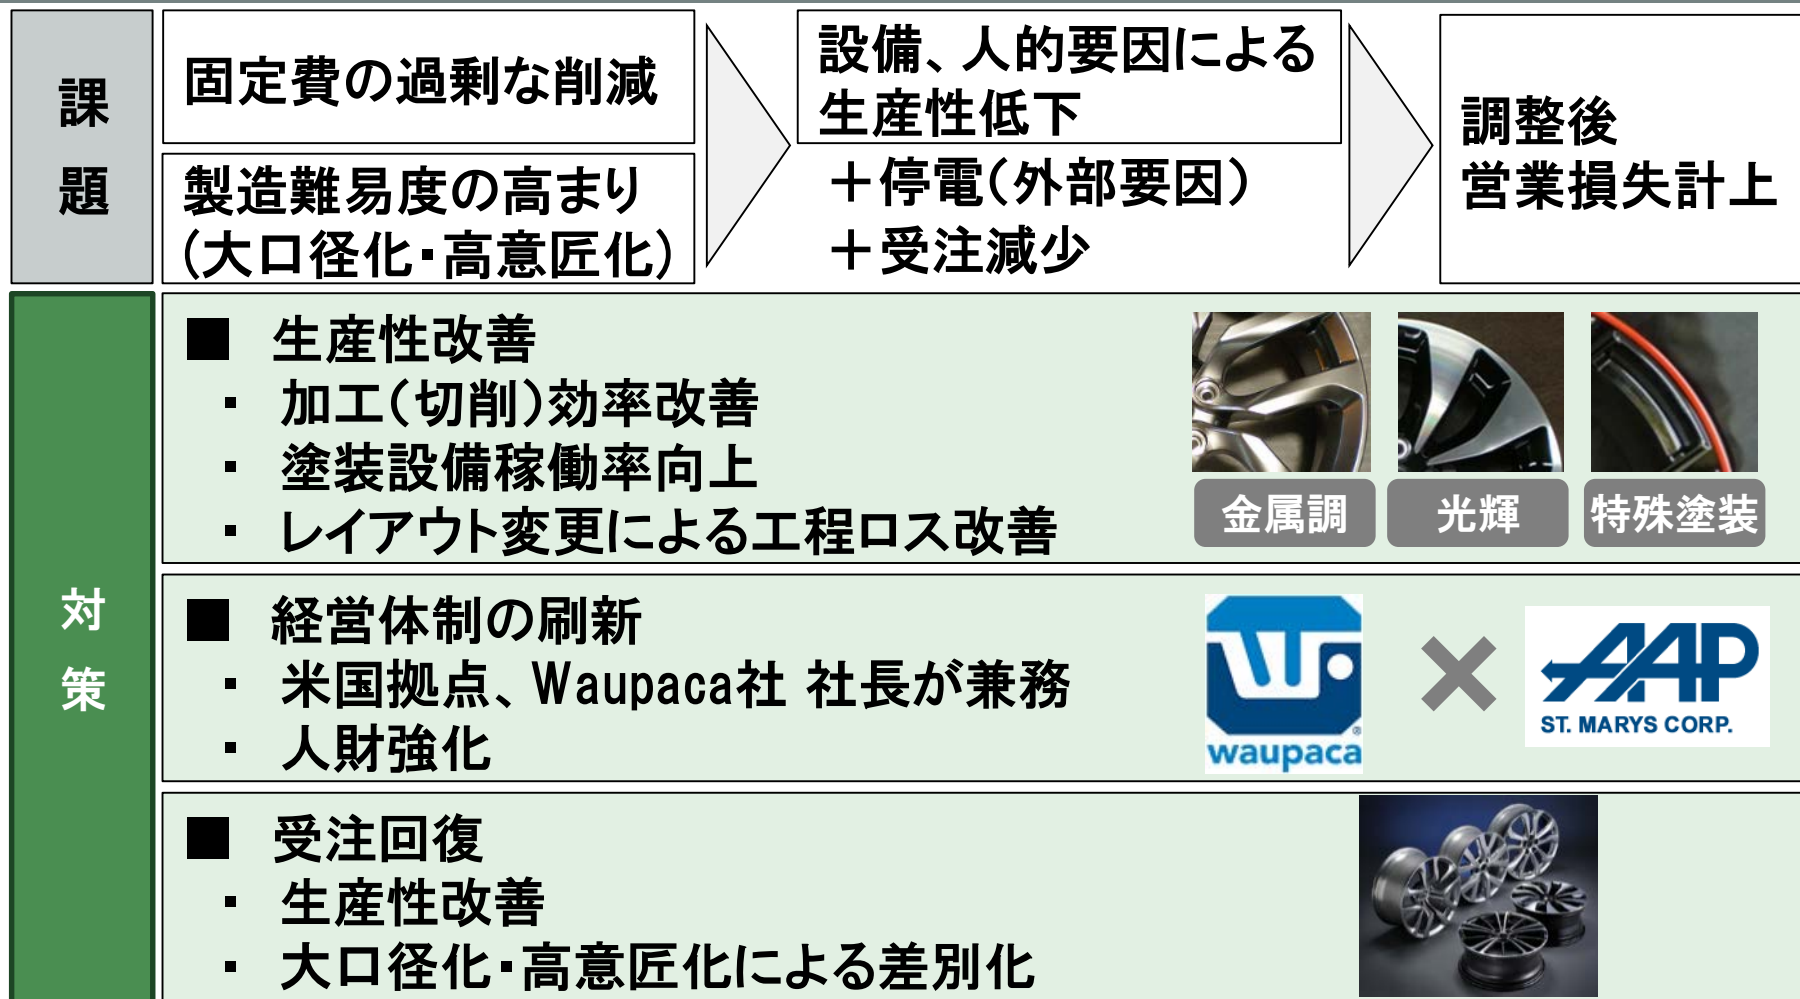 課
題
固定費の過剰な削減
製造難易度の高まり
(大口径化・高意匠化)
設備、人的要因による
生産性低下
＋停電(外部要因)
＋受注減少
調整後
営業損失計上
対
策
■ 生産性改善
・ 加工(切削)効率改善
・ 塗装設備稼働率向上
・ レイアウト変更による工程ロス改善
金属調
光輝
特殊塗装
■ 経営体制の刷新
・ 米国拠点、Waupaca社 社長が兼務
・ 人財強化
waupaca
®
×
AAP
ST. MARYS CORP.
■ 受注回復
・ 生産性改善
・ 大口径化・高意匠化による差別化